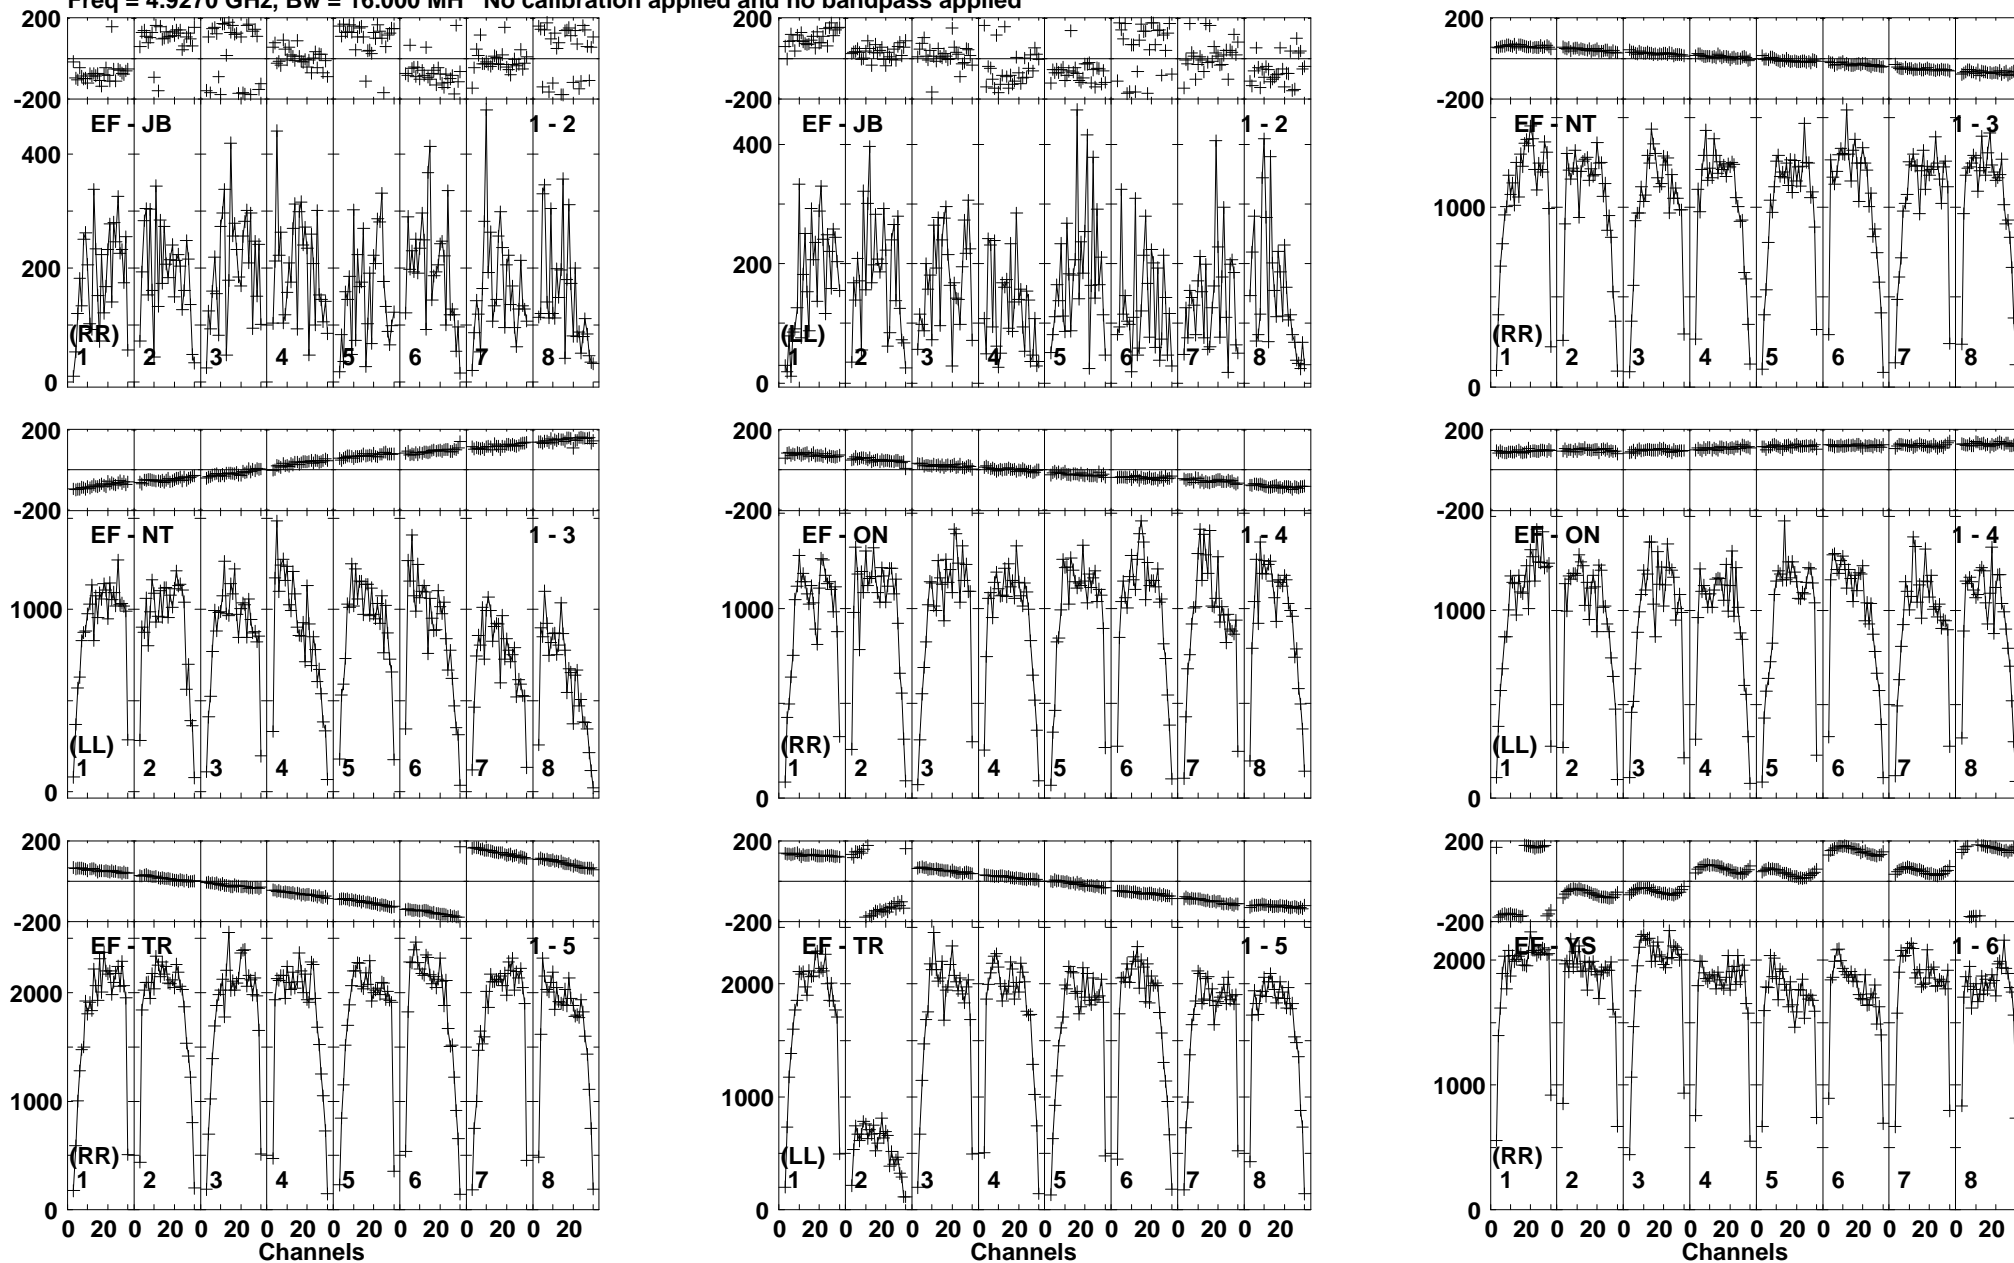 Freq = 4.9270 GHz, Bw = 16.000 MH No calibration applied and no bandpass applied
200 200 200
-200 -200 -200
EF - JB 1 - 2 EF - JB 1 - 2 EF - NT 1 - 3
400 400
200 200 1000
(RR) (LL) (RR)
1 2 3 4 5 6 7 8 1 2 3 4 5 6 7 8 1 2 3 4 5 6 7 8
0 0 0
200 200 200
-200 -200 -200
EF - NT 1 - 3 EF - ON 1 - 4 EF - ON 1 - 4
1000 1000 1000
(LL) (RR) (LL)
1 2 3 4 5 6 7 8 1 2 3 4 5 6 7 8 1 2 3 4 5 6 7 8
0 0 0
200 200 200
-200 -200 -200
EF - TR 1 - 5 EF - TR 1 - 5 EF - YS 1 - 6
2000 2000 2000
1000 1000 1000
(RR) (LL) (RR)
1 2 3 4 5 6 7 8 1 2 3 4 5 6 7 8 1 2 3 4 5 6 7 8
0 0 0
0 20 0 20 0 20 0 20 0 20 0 20 0 20 0 20 0 20 0 20 0 20 0 20 0 20 0 20 0 20 0 20 0 20 0 20 0 20 0 20 0 20 0 20 0 20 0 20
Channels Channels Channels